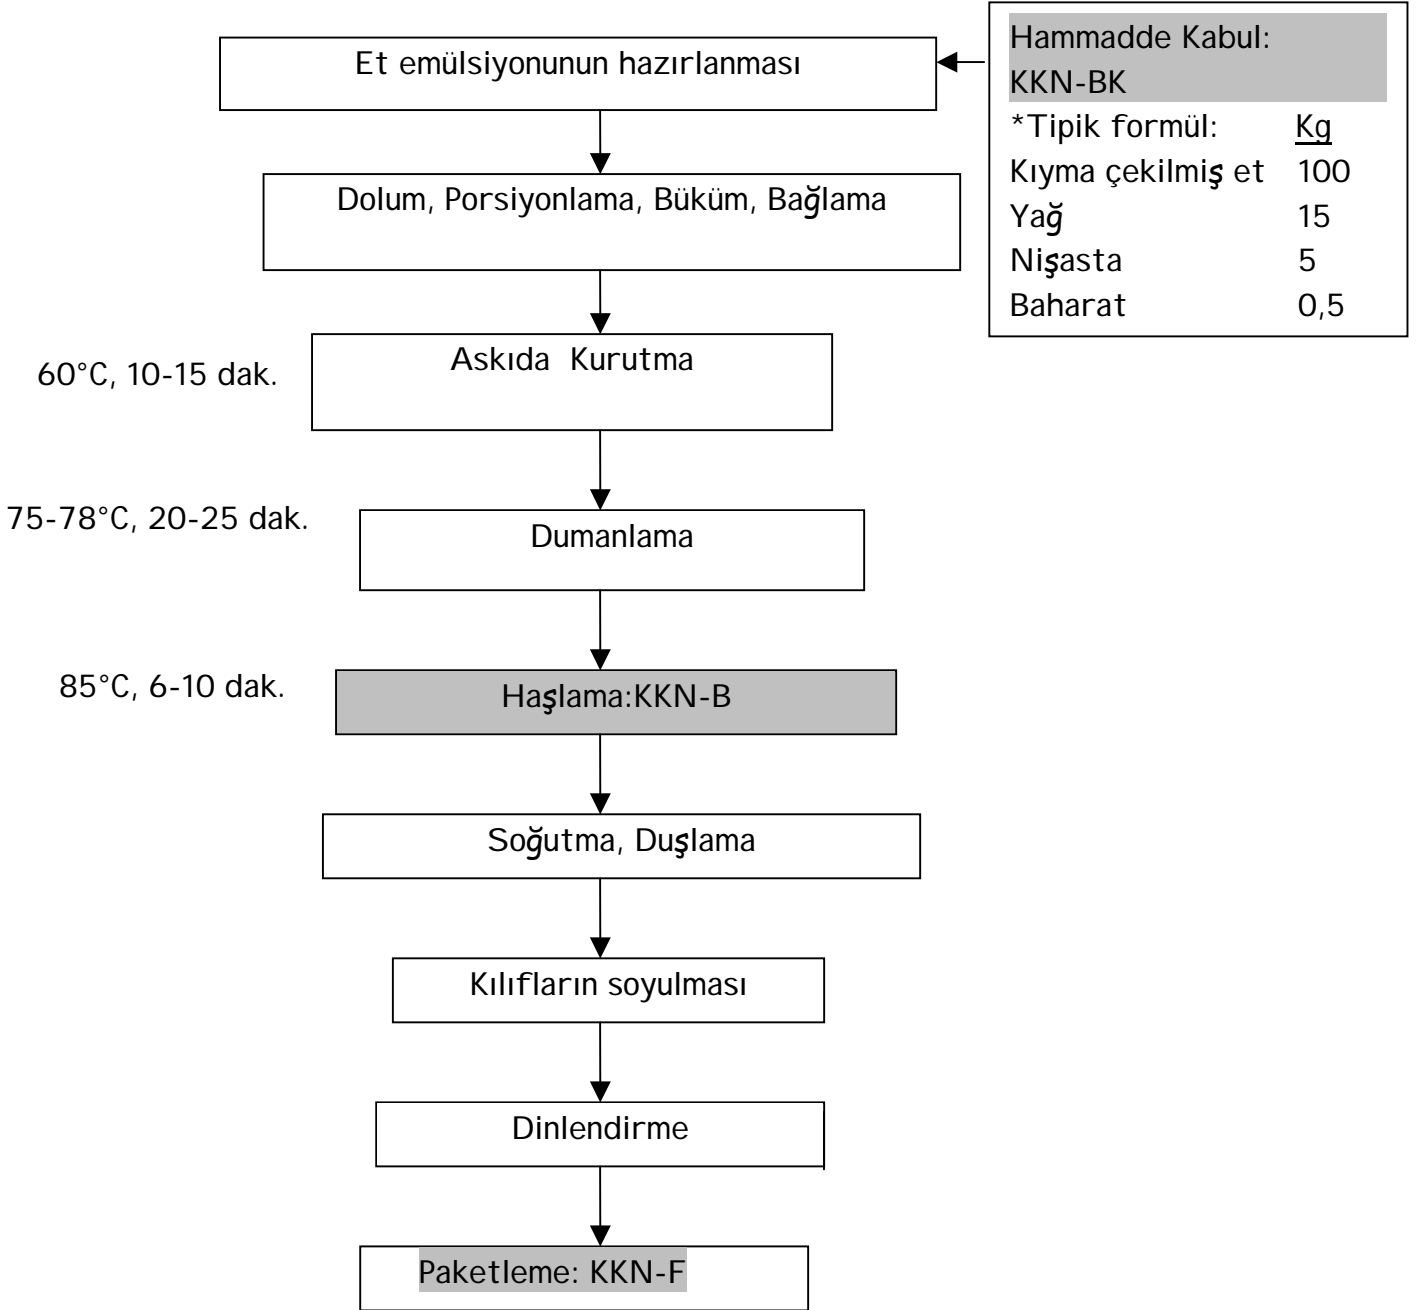 Hammadde Kabul:
KKN-BK
*Tipik formül: Kg
Kıyma çekilmiş et 100
Yağ 15
Nişasta 5
Baharat 0,5
Et emülsiyonunun hazırlanması
Dolum, Porsiyonlama, Büküm, Bağlama
60°C, 10-15 dak.
Askıda Kurutma
75-78°C, 20-25 dak.
Dumanlama
85°C, 6-10 dak.
Haşlama:KKN-B
Soğutma, Duşlama
Kılıfların soyulması
Dinlendirme
Paketleme: KKN-F